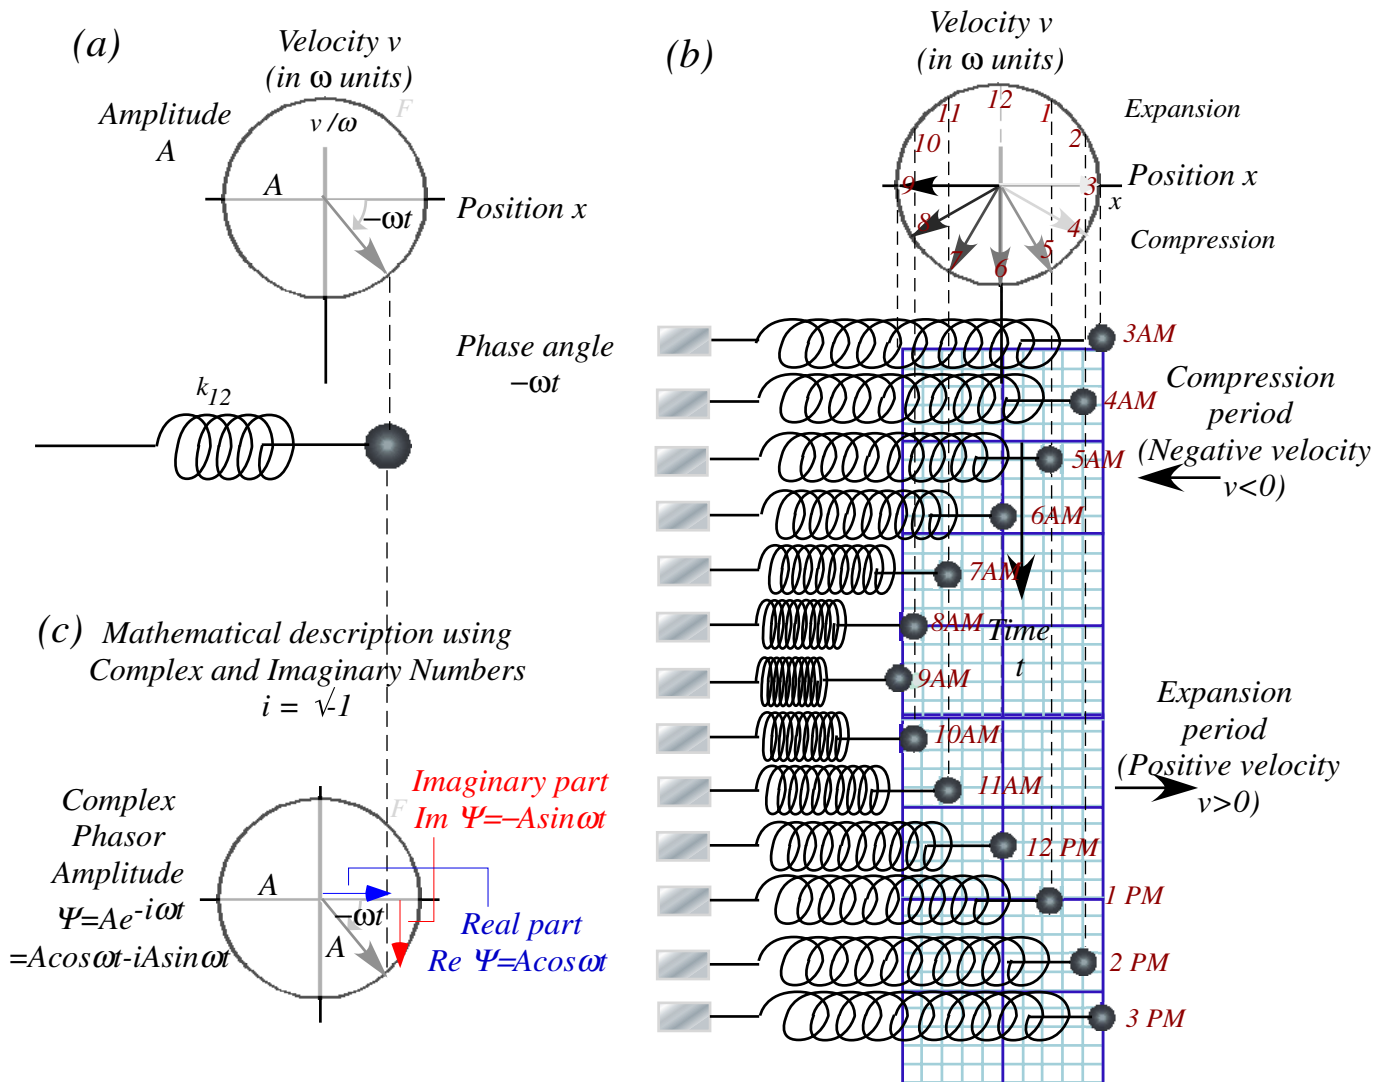 (a)
Velocity v
(in ω units)
Amplitude
A
F
v/ω
A
−ωt
Position x
Phase angle
−ωt
k12
(b)
Velocity v
(in ω units)
12
11
1
10
2
9
3
8
4
7
5
6
Expansion
Position x
x
Compression
3AM
4AM
5AM
6AM
7AM
8AM
9AM
10AM
11AM
12 PM
1 PM
2 PM
3 PM
Time
t
Compression
period
(Negative velocity
v<0)
Expansion
period
(Positive velocity
v>0)
(c) Mathematical description using
Complex and Imaginary Numbers
i = √-1
Complex
Phasor
Amplitude
Ψ=Ae^-iωt
=Acosωt-iAsinωt
F
A
−ωt
A
Imaginary part
Im Ψ=−Asinωt
Real part
Re Ψ=Acosωt